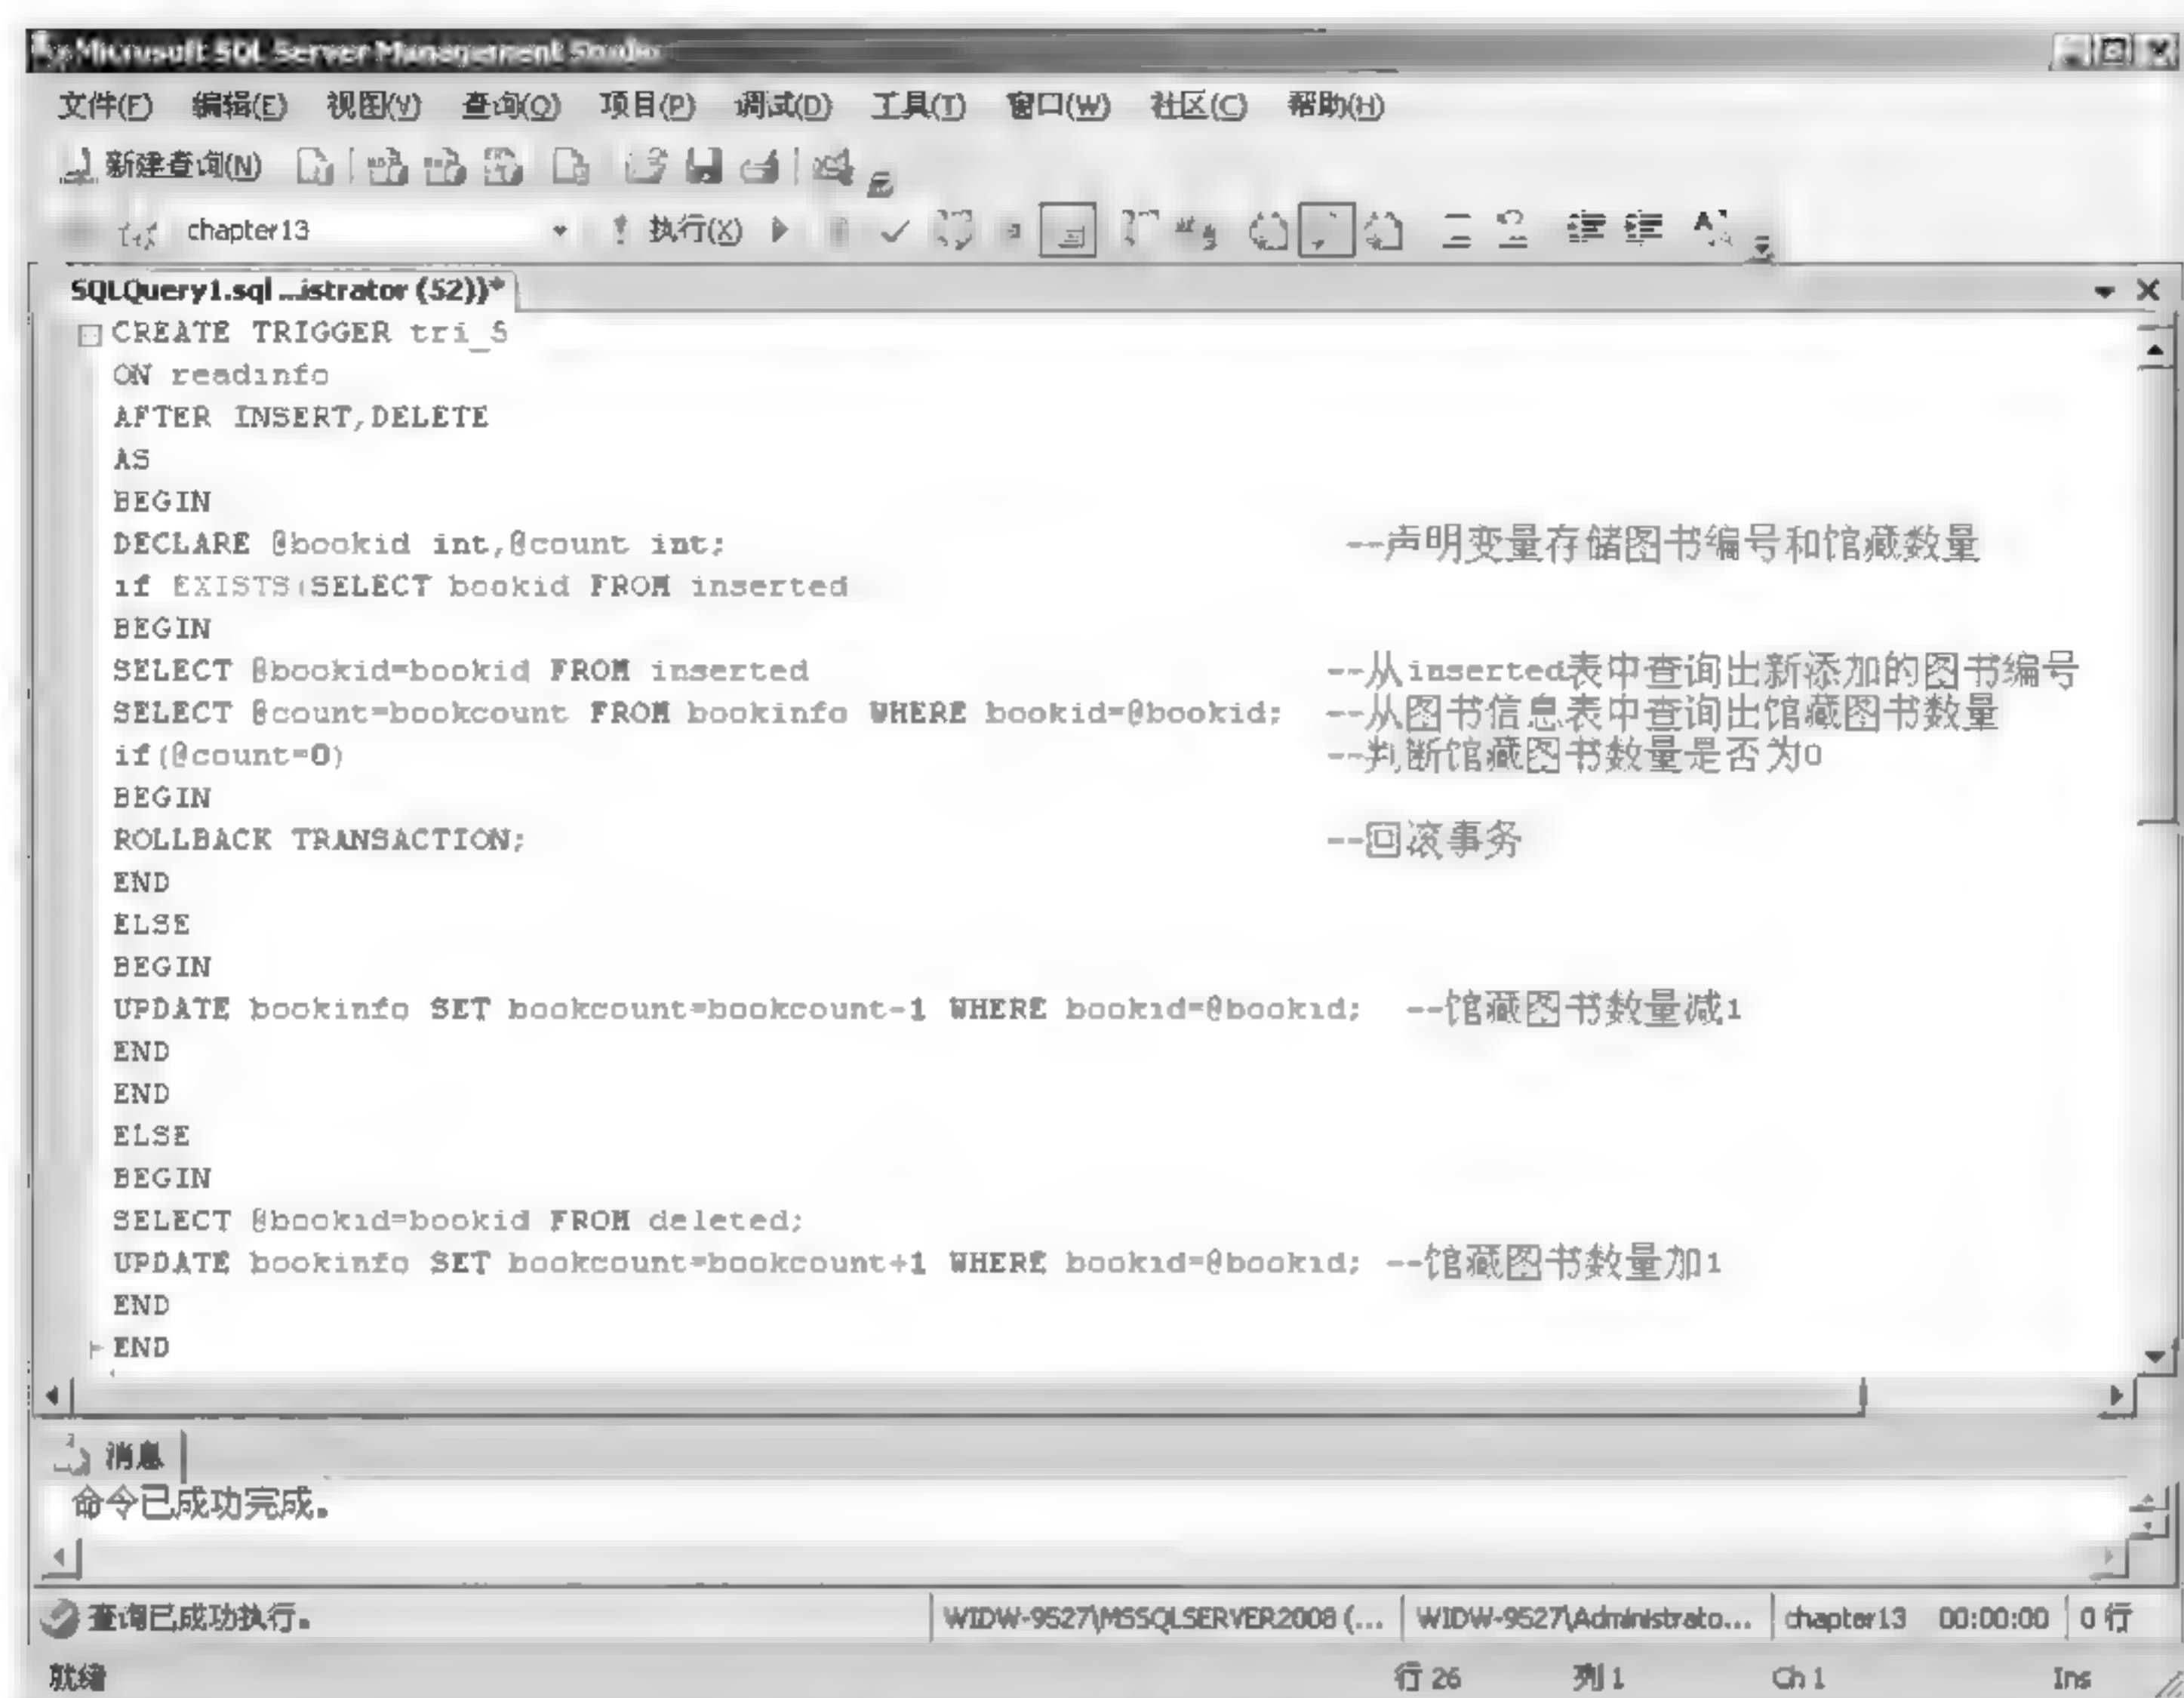 Microsoft SQL Server Management Studio
文件(F) 编辑(E) 视图(V) 查询(Q) 项目(P) 调试(D) 工具(T) 窗口(W) 社区(C) 帮助(H)
新建查询(N)
chapter13 执行(X)
SQLQuery1.sql ...istrator (52))*
CREATE TRIGGER tri_5
ON readinfo
AFTER INSERT,DELETE
AS
BEGIN
DECLARE @bookid int,@count int; --声明变量存储图书编号和馆藏数量
if EXISTS(SELECT bookid FROM inserted
BEGIN
SELECT @bookid=bookid FROM inserted --从inserted表中查询出新添加的图书编号
SELECT @count=bookcount FROM bookinfo WHERE bookid=@bookid; --从图书信息表中查询出馆藏图书数量
if(@count=0) --判断馆藏图书数量是否为0
BEGIN
ROLLBACK TRANSACTION; --回滚事务
END
ELSE
BEGIN
UPDATE bookinfo SET bookcount=bookcount-1 WHERE bookid=@bookid; --馆藏图书数量减1
END
END
ELSE
BEGIN
SELECT @bookid=bookid FROM deleted;
UPDATE bookinfo SET bookcount=bookcount+1 WHERE bookid=@bookid; --馆藏图书数量加1
END
END
消息
命令已成功完成。
查询已成功执行。 WIDW-9527\MSSQLSERVER2008 (... WIDW-9527\Administrato... chapter13 00:00:00 0 行
就绪 行 26 列 1 Ch 1 Ins